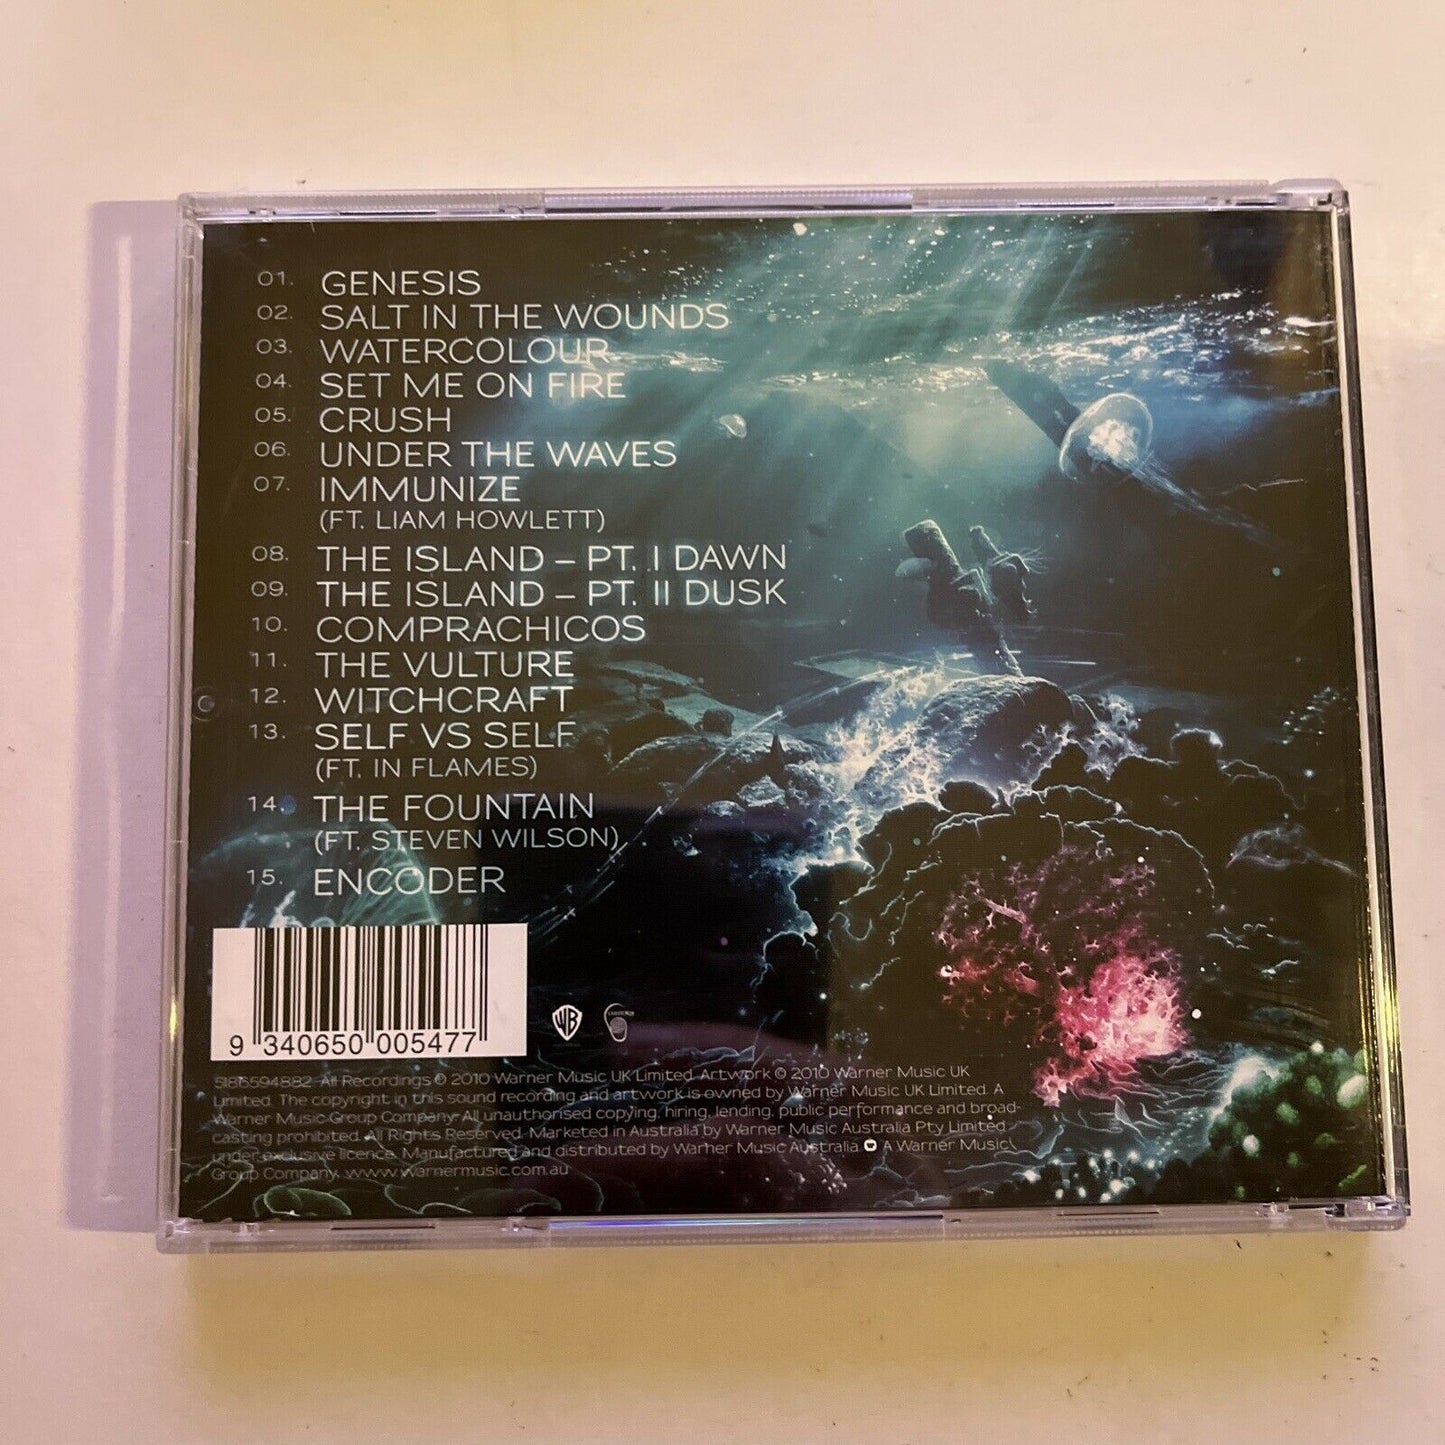 01. GENESIS
02. SALT IN THE WOUNDS
03. WATERCOLOUR
04. SET ME ON FIRE
05. CRUSH
06. UNDER THE WAVES
07. IMMUNIZE
(FT. LIAM HOWLETT)
08. THE ISLAND – PT. I DAWN
09. THE ISLAND – PT. II DUSK
10. COMPRACHICOS
11. THE VULTURE
12. WITCHCRAFT
13. SELF VS SELF
(FT. IN FLAMES)
14. THE FOUNTAIN
(FT. STEVEN WILSON)
15. ENCODER
9 340650 005477
WB
5186594882 All Recordings ℗ 2010 Warner Music UK Limited. Artwork © 2010 Warner Music UK
Limited. The copyright in this sound recording and artwork is owned by Warner Music UK Limited. A
Warner Music Group Company. All unauthorised copying, hiring, lending, public performance and broad-
casting prohibited. All Rights Reserved. Marketed in Australia by Warner Music Australia Pty Limited
under exclusive licence. Manufactured and distributed by Warner Music Australia. A Warner Music
Group Company. www.warnermusic.com.au